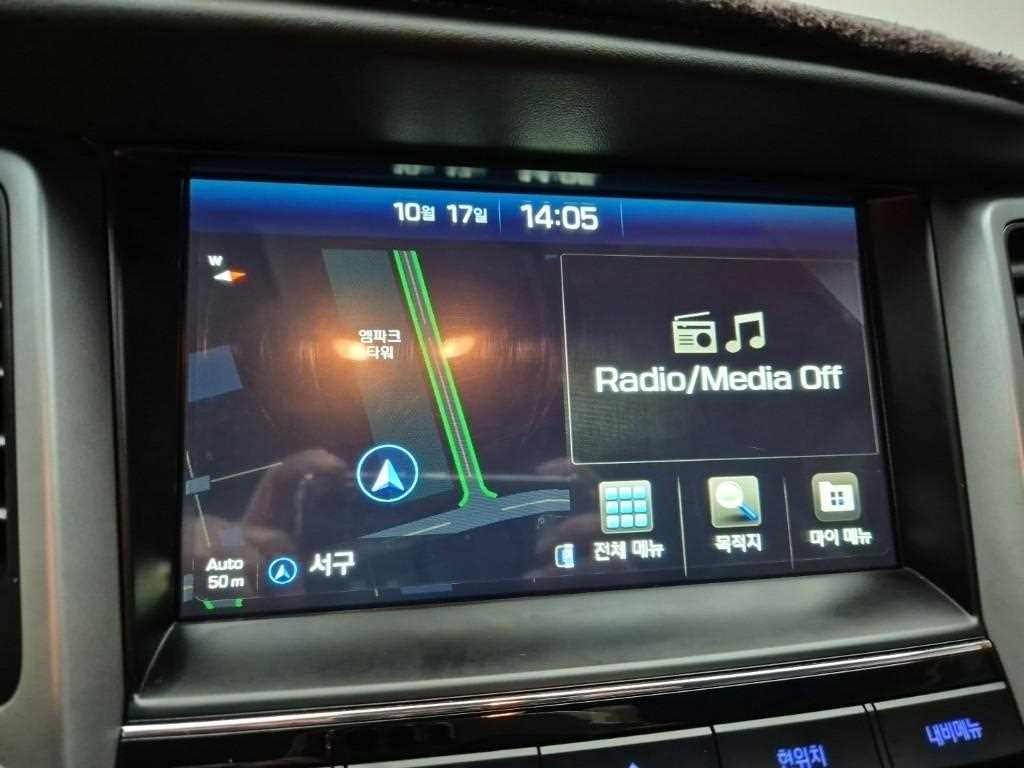 10월 17일 14:05
W
엠파크
타워
Radio/Media Off
Auto
50 m
서구
전체 메뉴
목적지
마이 메뉴
현위치
내비메뉴